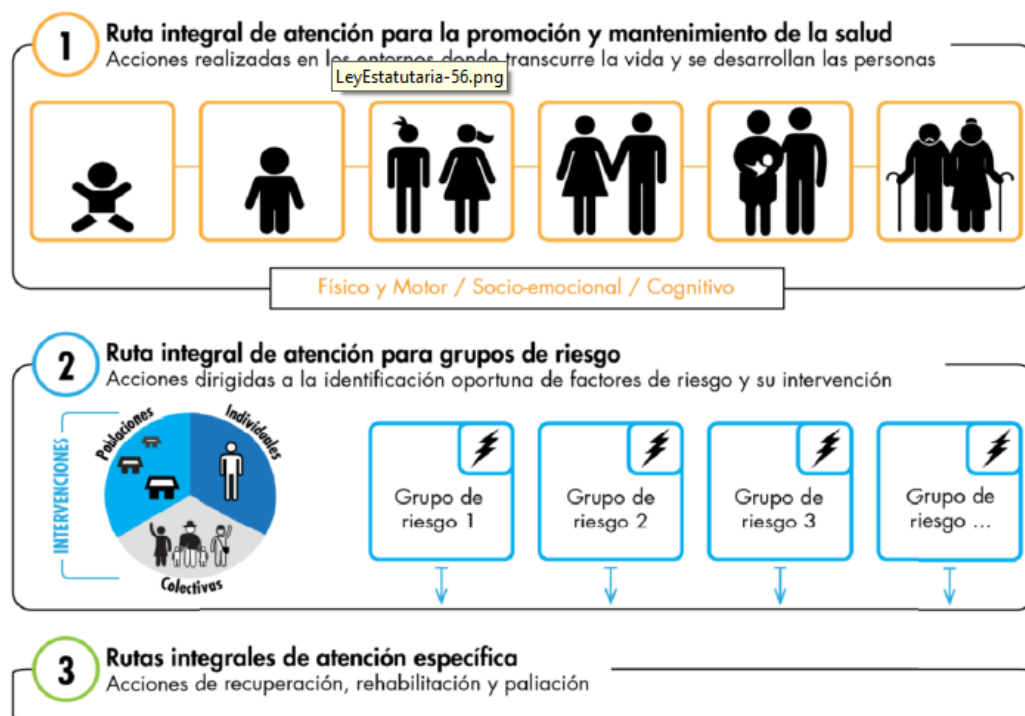 1
Ruta integral de atención para la promoción y mantenimiento de la salud
Acciones realizadas en los entornos donde transcurre la vida y se desarrollan las personas
LeyEstatutaria-56.png
Físico y Motor / Socio-emocional / Cognitivo
2
Ruta integral de atención para grupos de riesgo
Acciones dirigidas a la identificación oportuna de factores de riesgo y su intervención
INTERVENCIONES
Poblaciones
Individuales
Colectivas
Grupo de
riesgo 1
Grupo de
riesgo 2
Grupo de
riesgo 3
Grupo de
riesgo ...
3
Rutas integrales de atención específica
Acciones de recuperación, rehabilitación y paliación